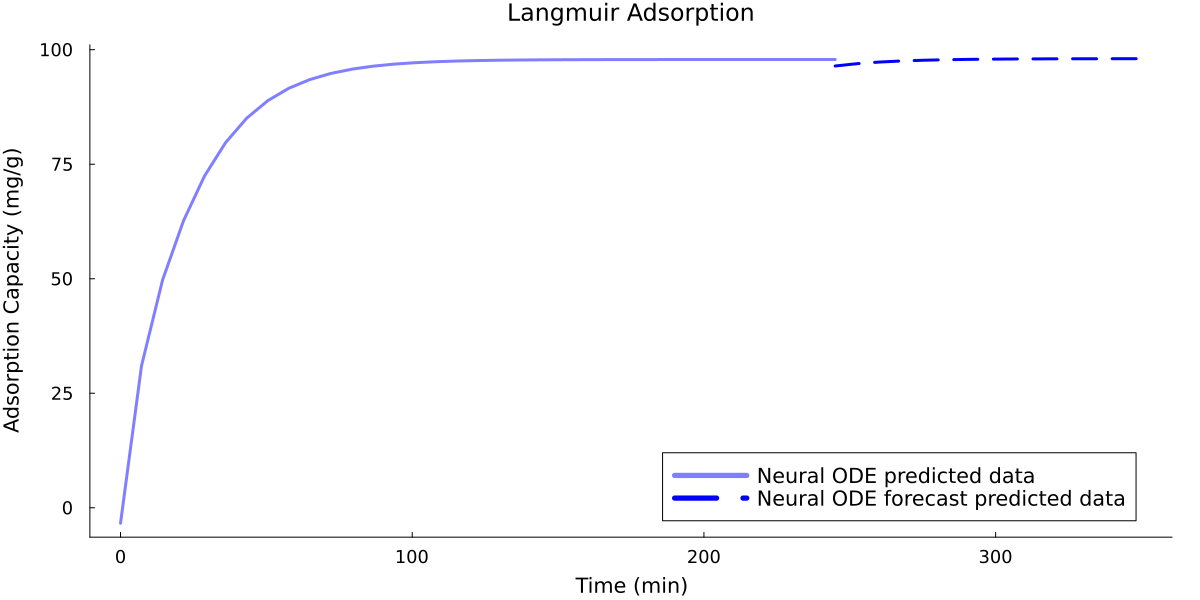 Langmuir Adsorption
100
75
50
25
0
Adsorption Capacity (mg/g)
Neural ODE predicted data
Neural ODE forecast predicted data
0 100 200 300
Time (min)